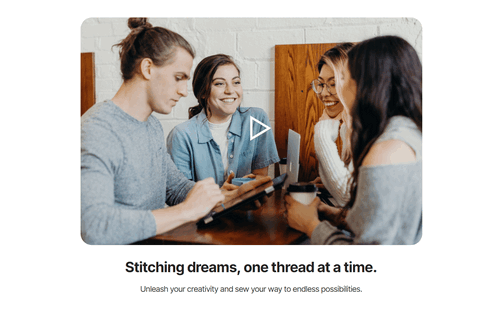 Stitching dreams, one thread at a time.
Unleash your creativity and sew your way to endless possibilities.